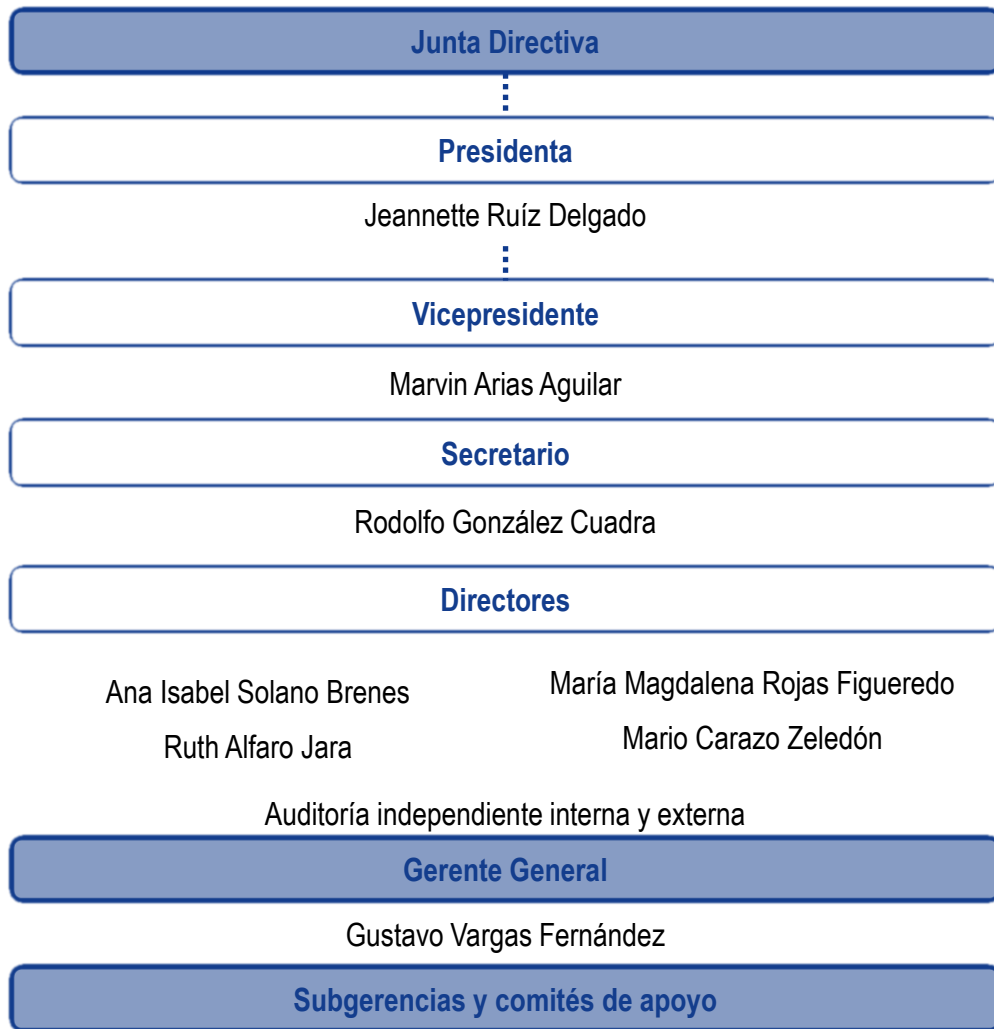 Junta Directiva
Presidenta
Jeannette Ruíz Delgado
Vicepresidente
Marvin Arias Aguilar
Secretario
Rodolfo González Cuadra
Directores
Ana Isabel Solano Brenes
María Magdalena Rojas Figueredo
Ruth Alfaro Jara
Mario Carazo Zeledón
Auditoría independiente interna y externa
Gerente General
Gustavo Vargas Fernández
Subgerencias y comités de apoyo